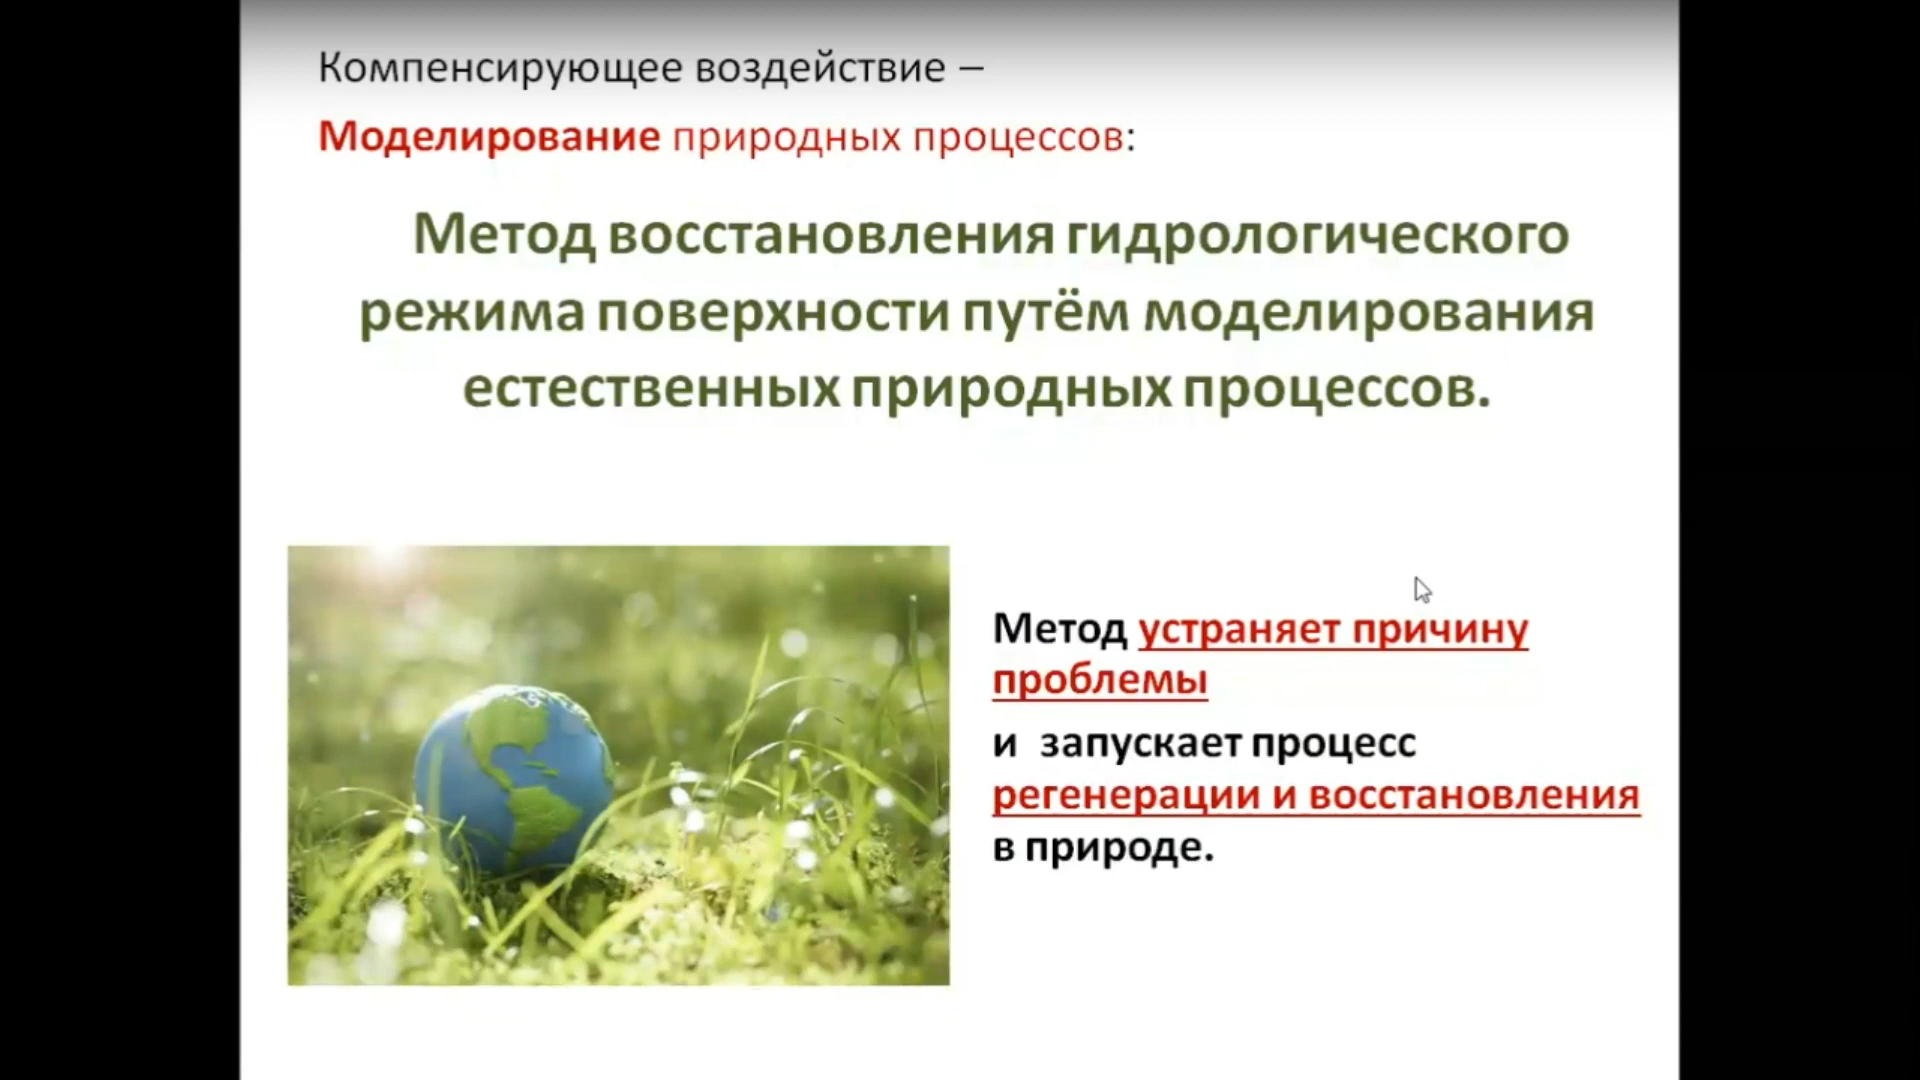 Компенсирующее воздействие –
Моделирование природных процессов:
Метод восстановления гидрологического
режима поверхности путём моделирования
естественных природных процессов.
Метод устраняет причину
проблемы
и запускает процесс
регенерации и восстановления
в природе.